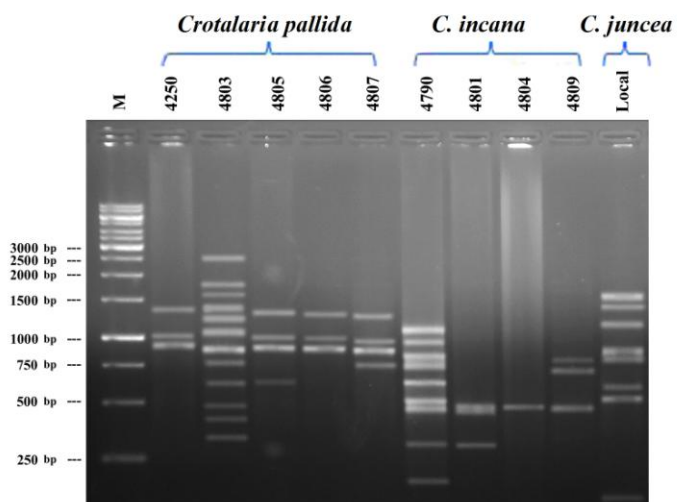 Crotalaria pallida C. incana C. juncea
M 4250 4803 4805 4806 4807 4790 4801 4804 4809 Local
3000 bp ---
2500 bp ---
2000 bp ---
1500 bp ---
1000 bp ---
750 bp ---
500 bp ---
250 bp ---